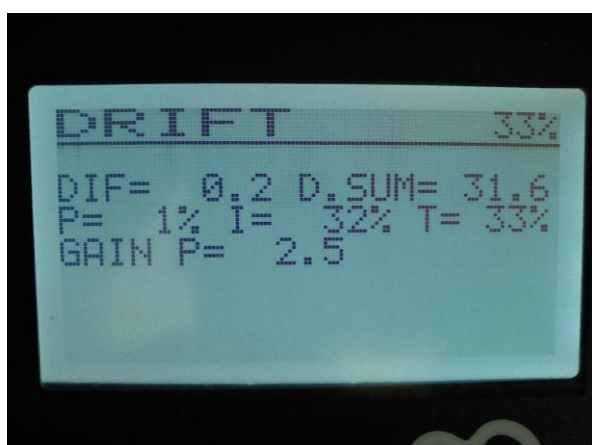 DRIFT 33%
DIF= 0.2 D.SUM= 31.6
P= 1% I= 32% T= 33%
GAIN P= 2.5